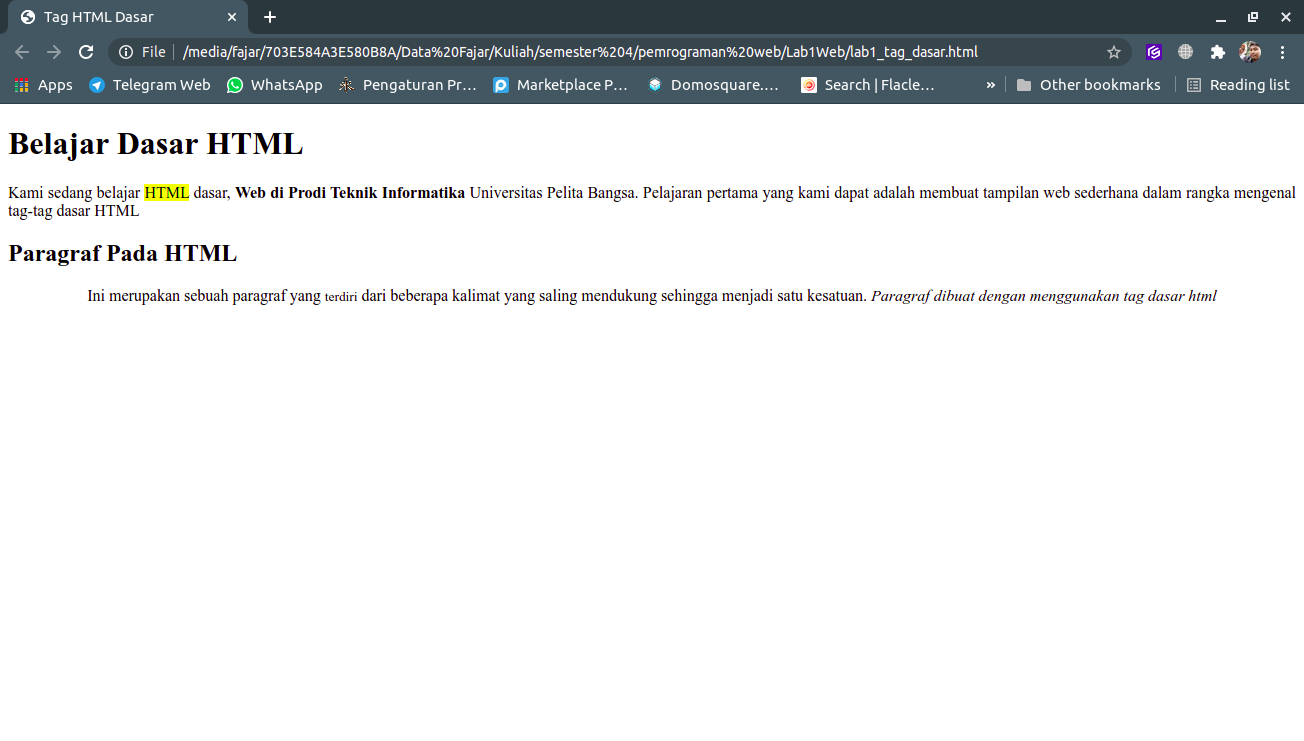 Tag HTML Dasar
File /media/fajar/703E584A3E580B8A/Data%20Fajar/Kuliah/semester%204/pemrograman%20web/Lab1Web/lab1_tag_dasar.html
Apps Telegram Web WhatsApp Pengaturan Pr... Marketplace P... Domosquare.... Search | Flacle... » Other bookmarks Reading list
Belajar Dasar HTML
Kami sedang belajar HTML dasar, Web di Prodi Teknik Informatika Universitas Pelita Bangsa. Pelajaran pertama yang kami dapat adalah membuat tampilan web sederhana dalam rangka mengenal
tag-tag dasar HTML
Paragraf Pada HTML
Ini merupakan sebuah paragraf yang terdiri dari beberapa kalimat yang saling mendukung sehingga menjadi satu kesatuan. Paragraf dibuat dengan menggunakan tag dasar html